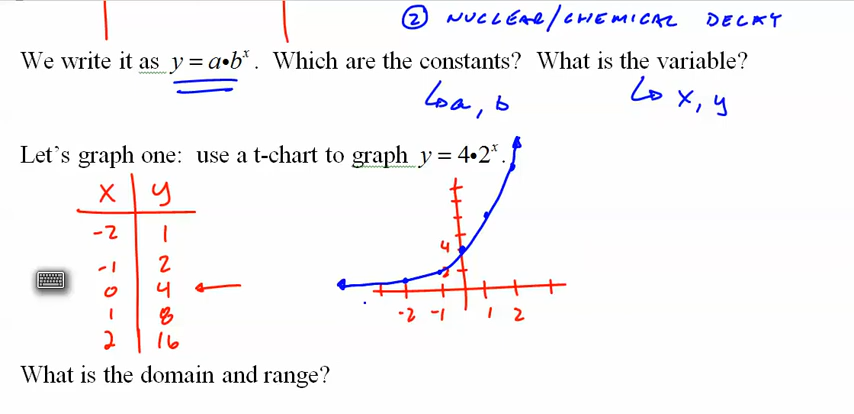 ② NUCLEAR/CHEMICAL DECAY
We write it as y = a•bˣ. Which are the constants? What is the variable?
↳ a, b ↳ x, y
Let's graph one: use a t-chart to graph y = 4•2ˣ.
x y
-2 1
-1 2
0 4 ←
1 8
2 16
4
2
-2 -1 1 2
What is the domain and range?